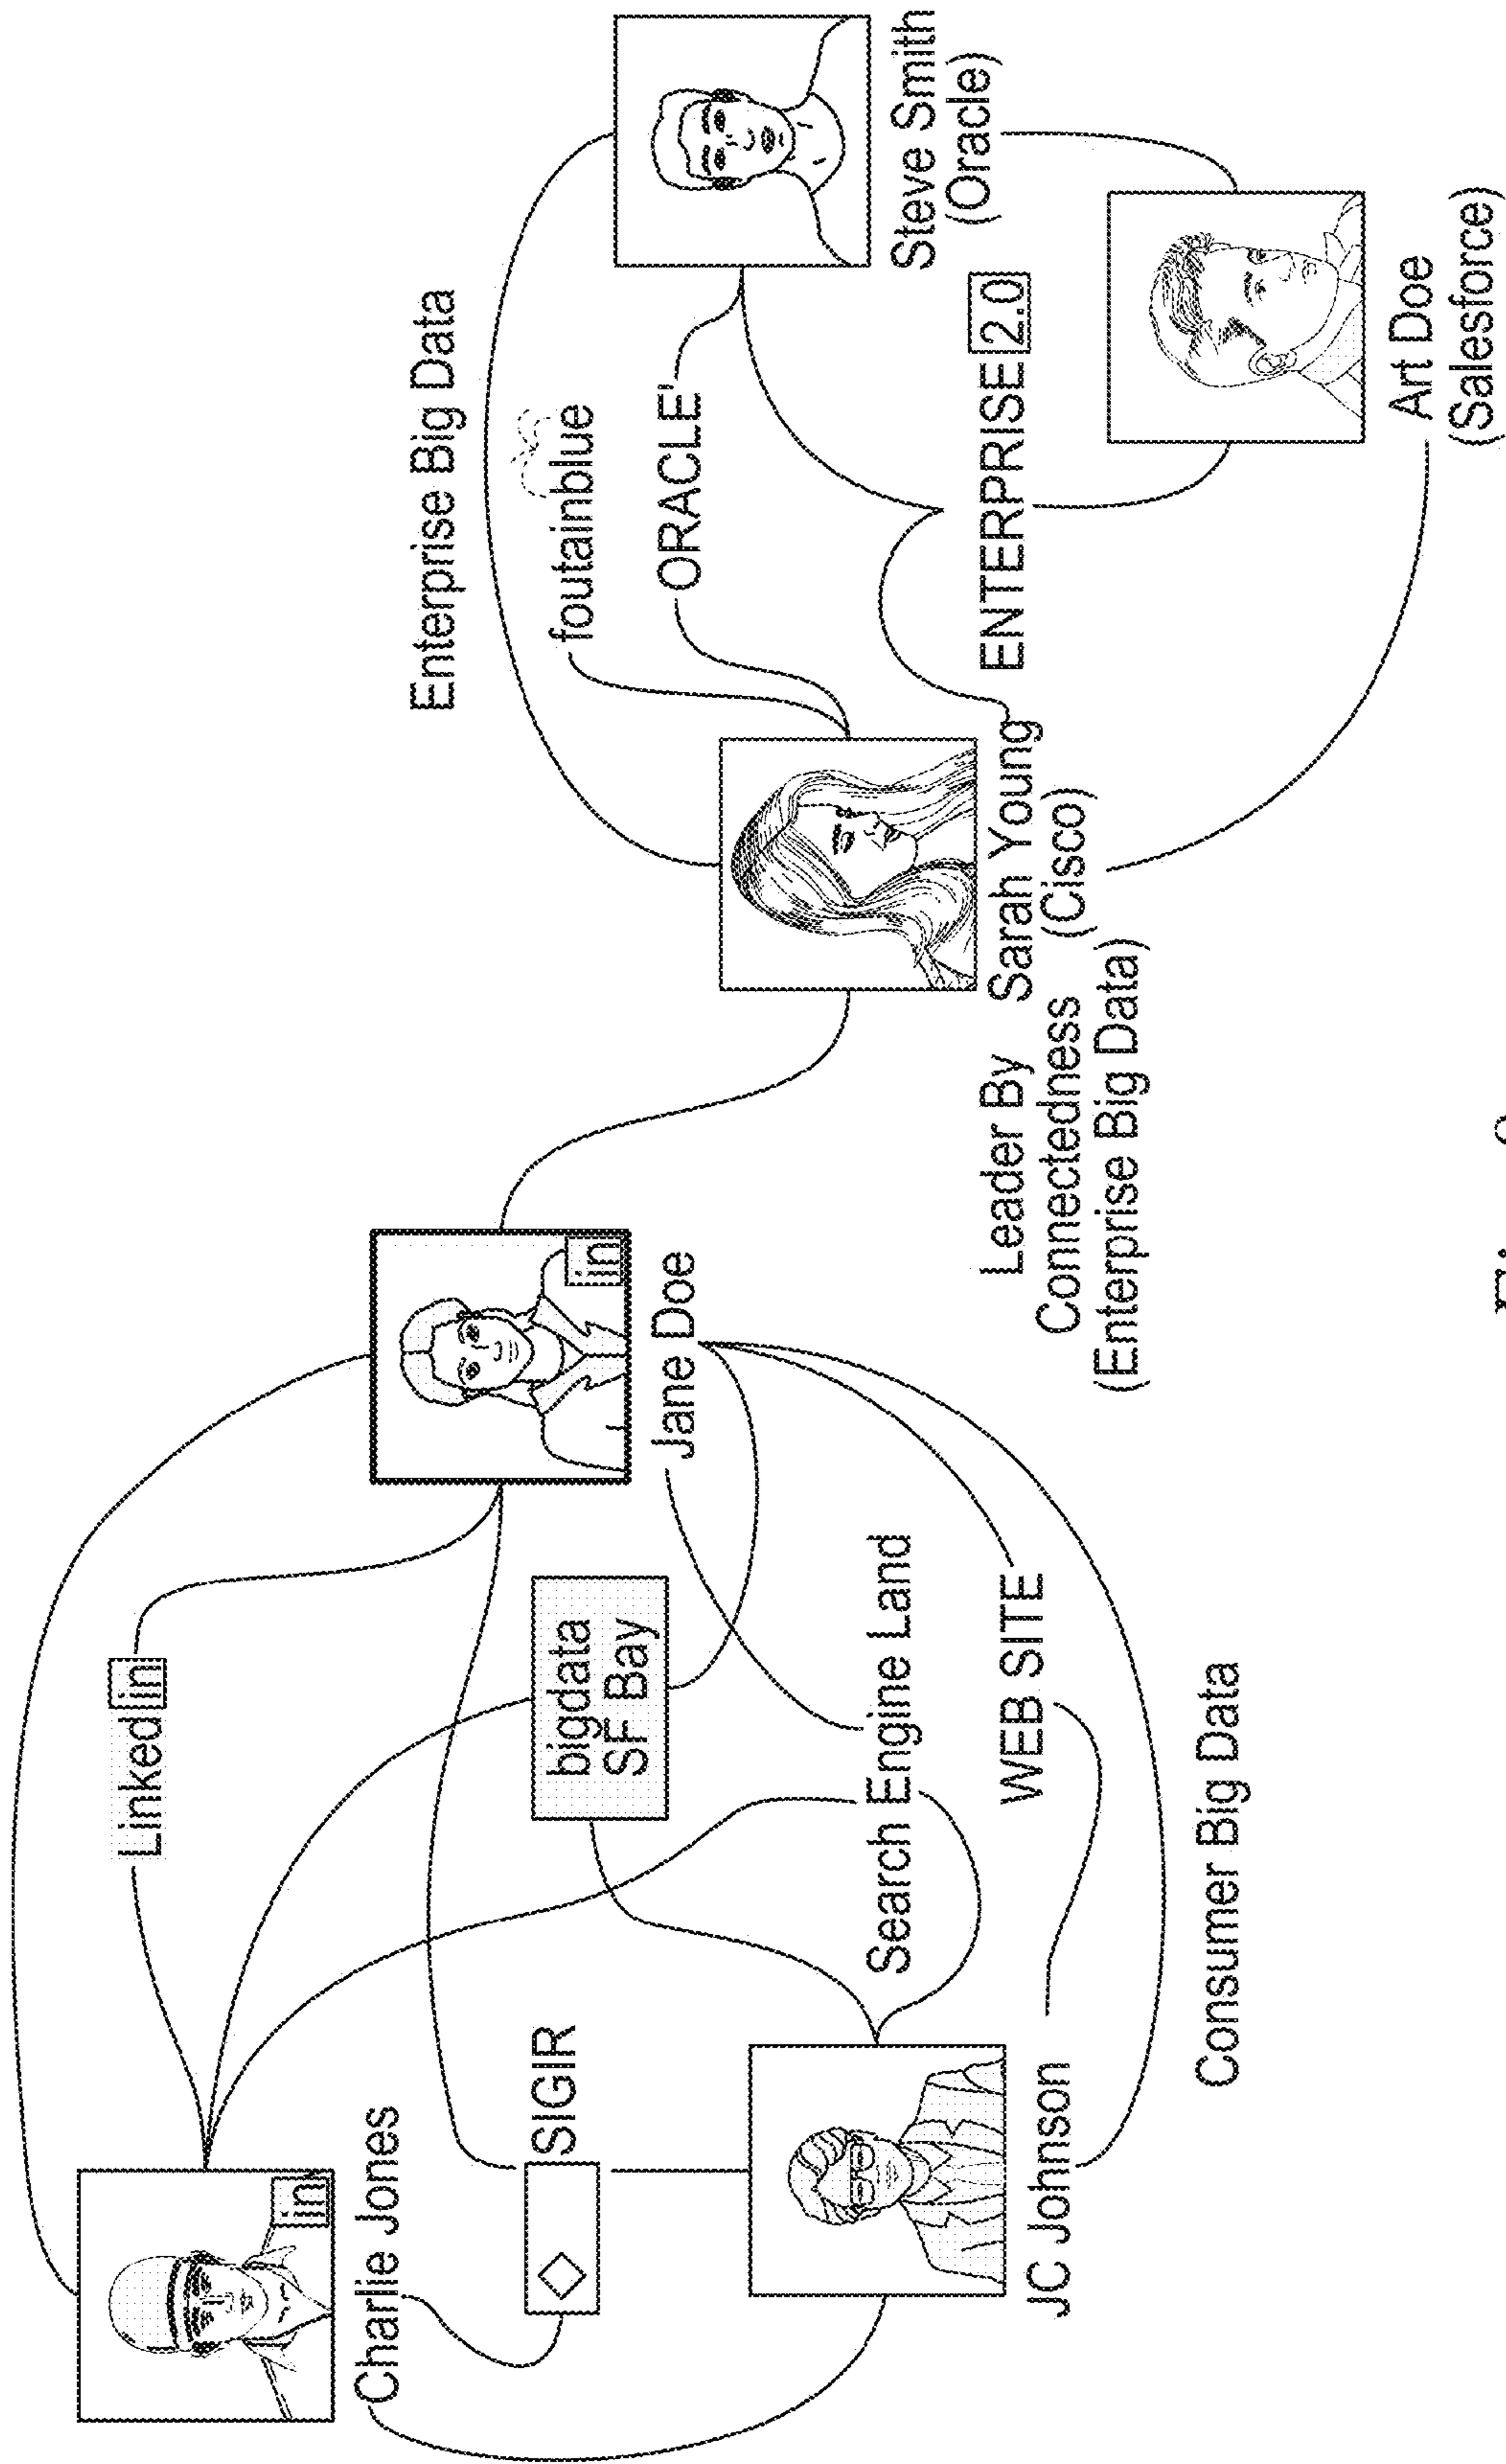 Linkedin
in
Charlie Jones
SIGIR
bigdata
SF Bay
in
Jane Doe
Search Engine Land
WEB SITE
JC Johnson
Consumer Big Data
Enterprise Big Data
foutainblue
ORACLE'
Steve Smith
(Oracle)
ENTERPRISE 2.0
Sarah Young
(Cisco)
Leader By
Connectedness
(Enterprise Big Data)
Art Doe
(Salesforce)